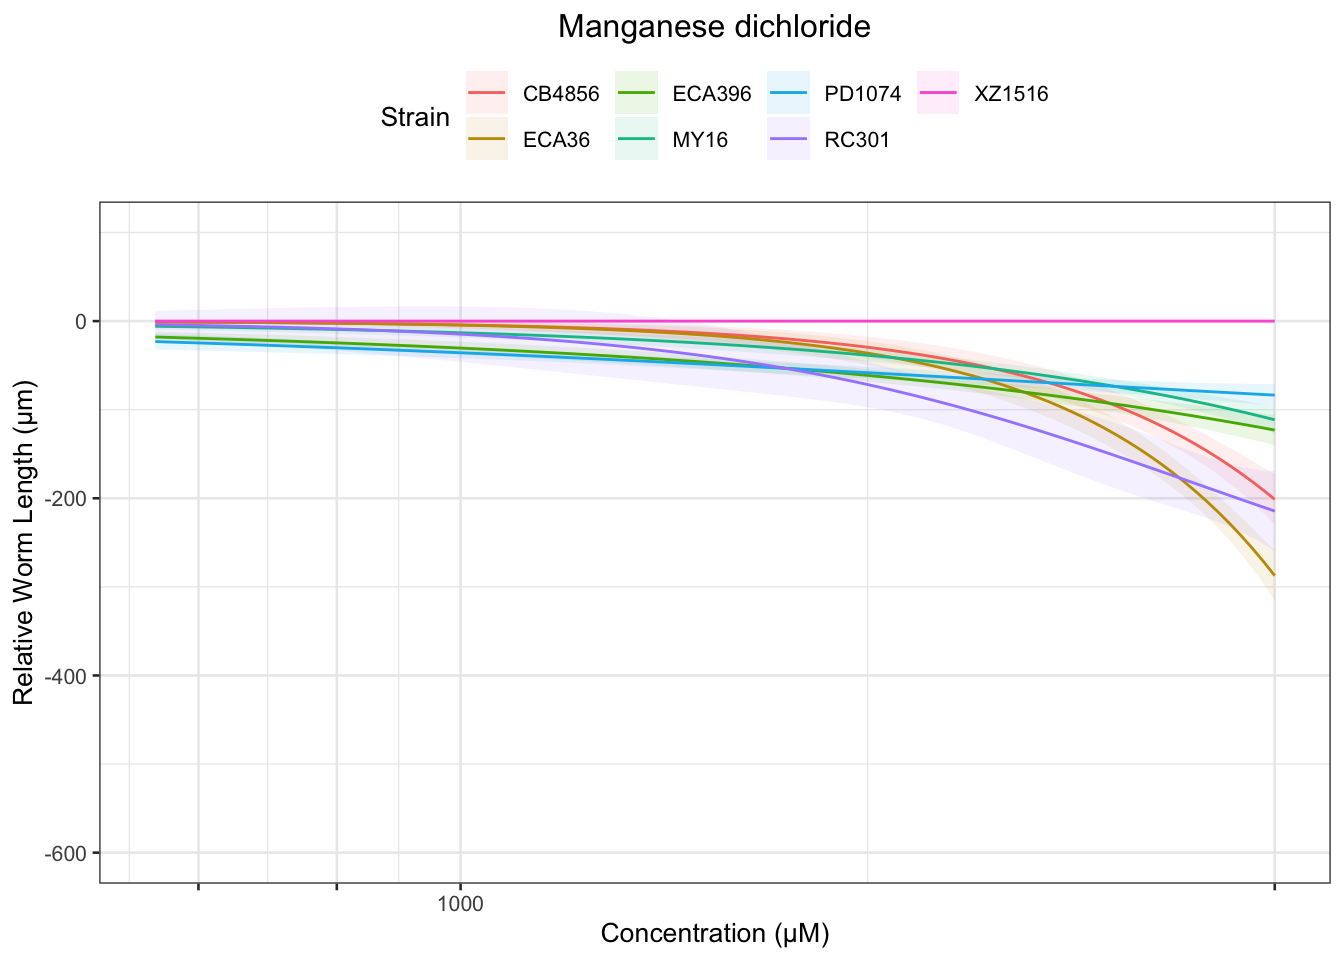 Manganese dichloride
Strain
CB4856 ECA396 PD1074 XZ1516
ECA36 MY16 RC301
Relative Worm Length (µm)
0
-200
-400
-600
1000
Concentration (µM)